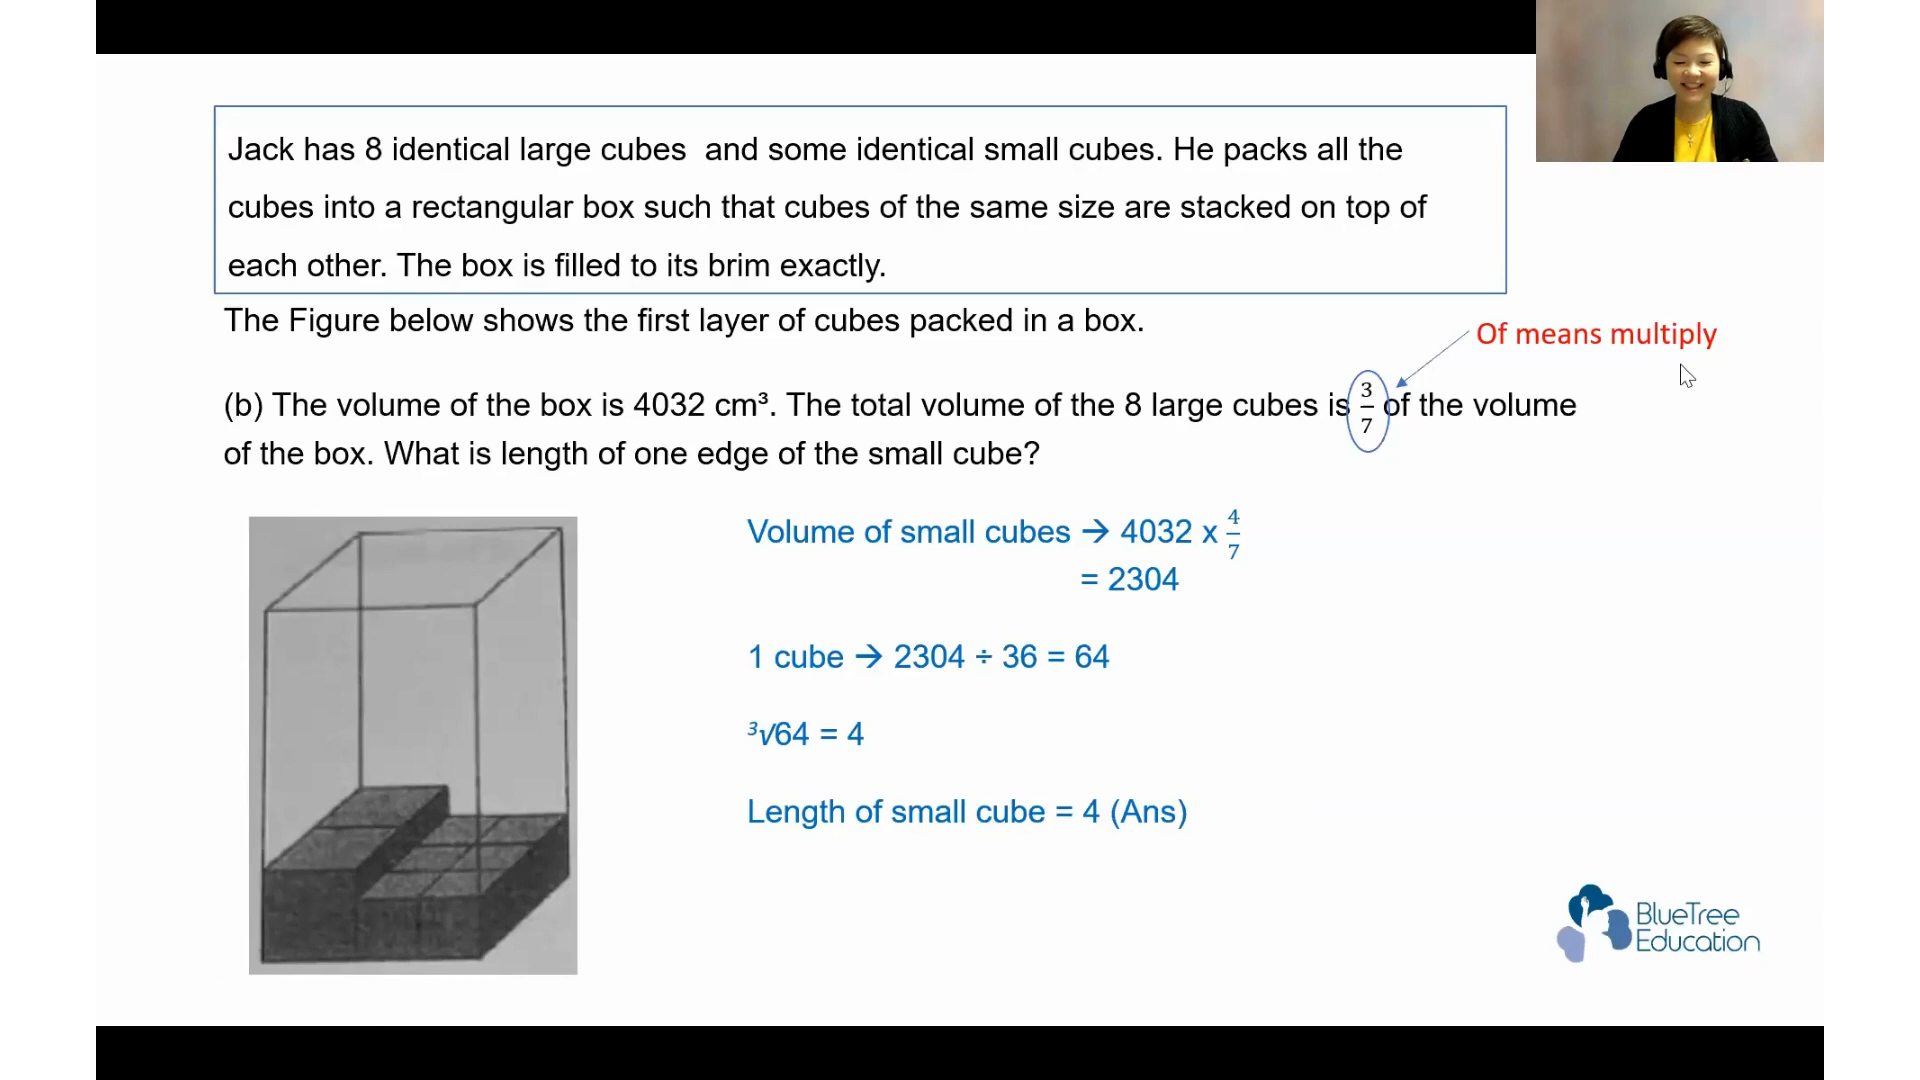 Jack has 8 identical large cubes  and some identical small cubes. He packs all the
cubes into a rectangular box such that cubes of the same size are stacked on top of
each other. The box is filled to its brim exactly.
The Figure below shows the first layer of cubes packed in a box.
Of means multiply
(b) The volume of the box is 4032 cm³. The total volume of the 8 large cubes is 3/7 of the volume
of the box. What is length of one edge of the small cube?
Volume of small cubes → 4032 x 4/7
= 2304
1 cube → 2304 ÷ 36 = 64
³√64 = 4
Length of small cube = 4 (Ans)
BlueTree
Education